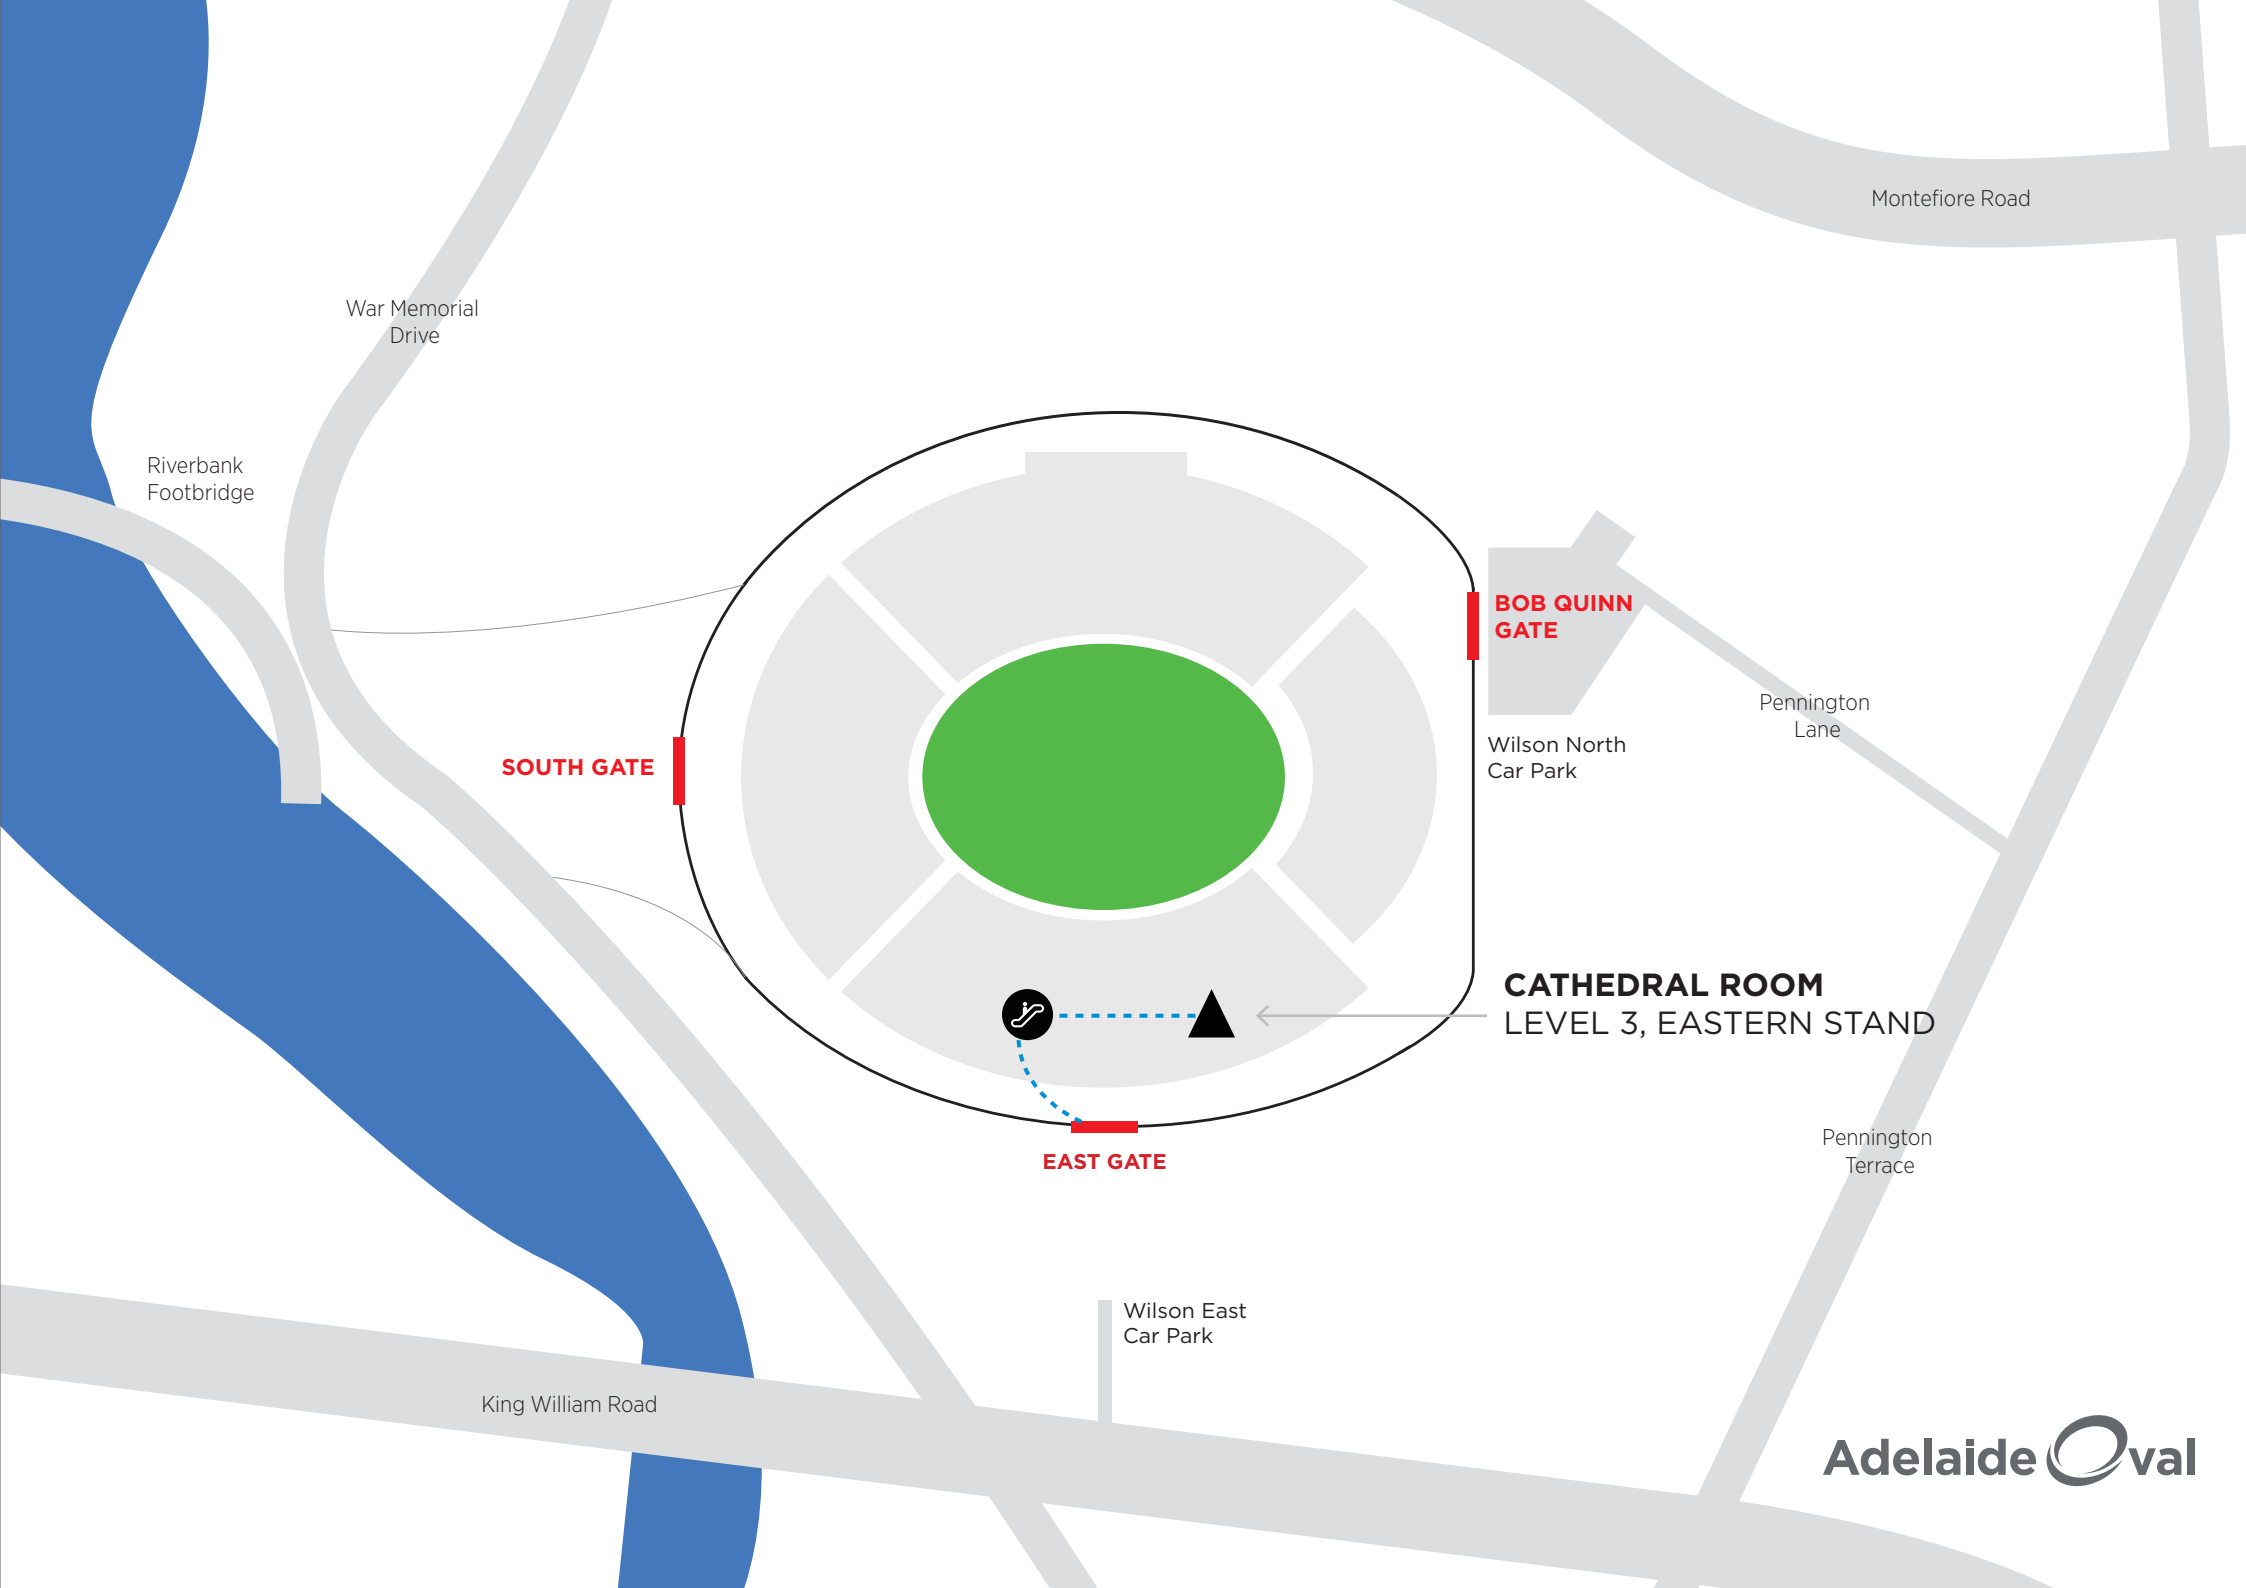 Montefiore Road
War Memorial
Drive
Riverbank
Footbridge
BOB QUINN
GATE
Pennington
Lane
Wilson North
Car Park
SOUTH GATE
CATHEDRAL ROOM
LEVEL 3, EASTERN STAND
Pennington
Terrace
EAST GATE
Wilson East
Car Park
King William Road
Adelaide Oval